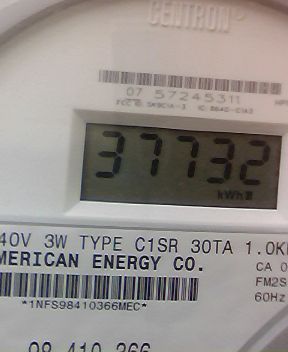 CENTRON®
07 57245311
37732
kWh
40V 3W TYPE C1SR 30TA 1.0K
MERICAN ENERGY CO.
CA 0
FM2S
60Hz
*1NFS98410366MEC*
98 410 366